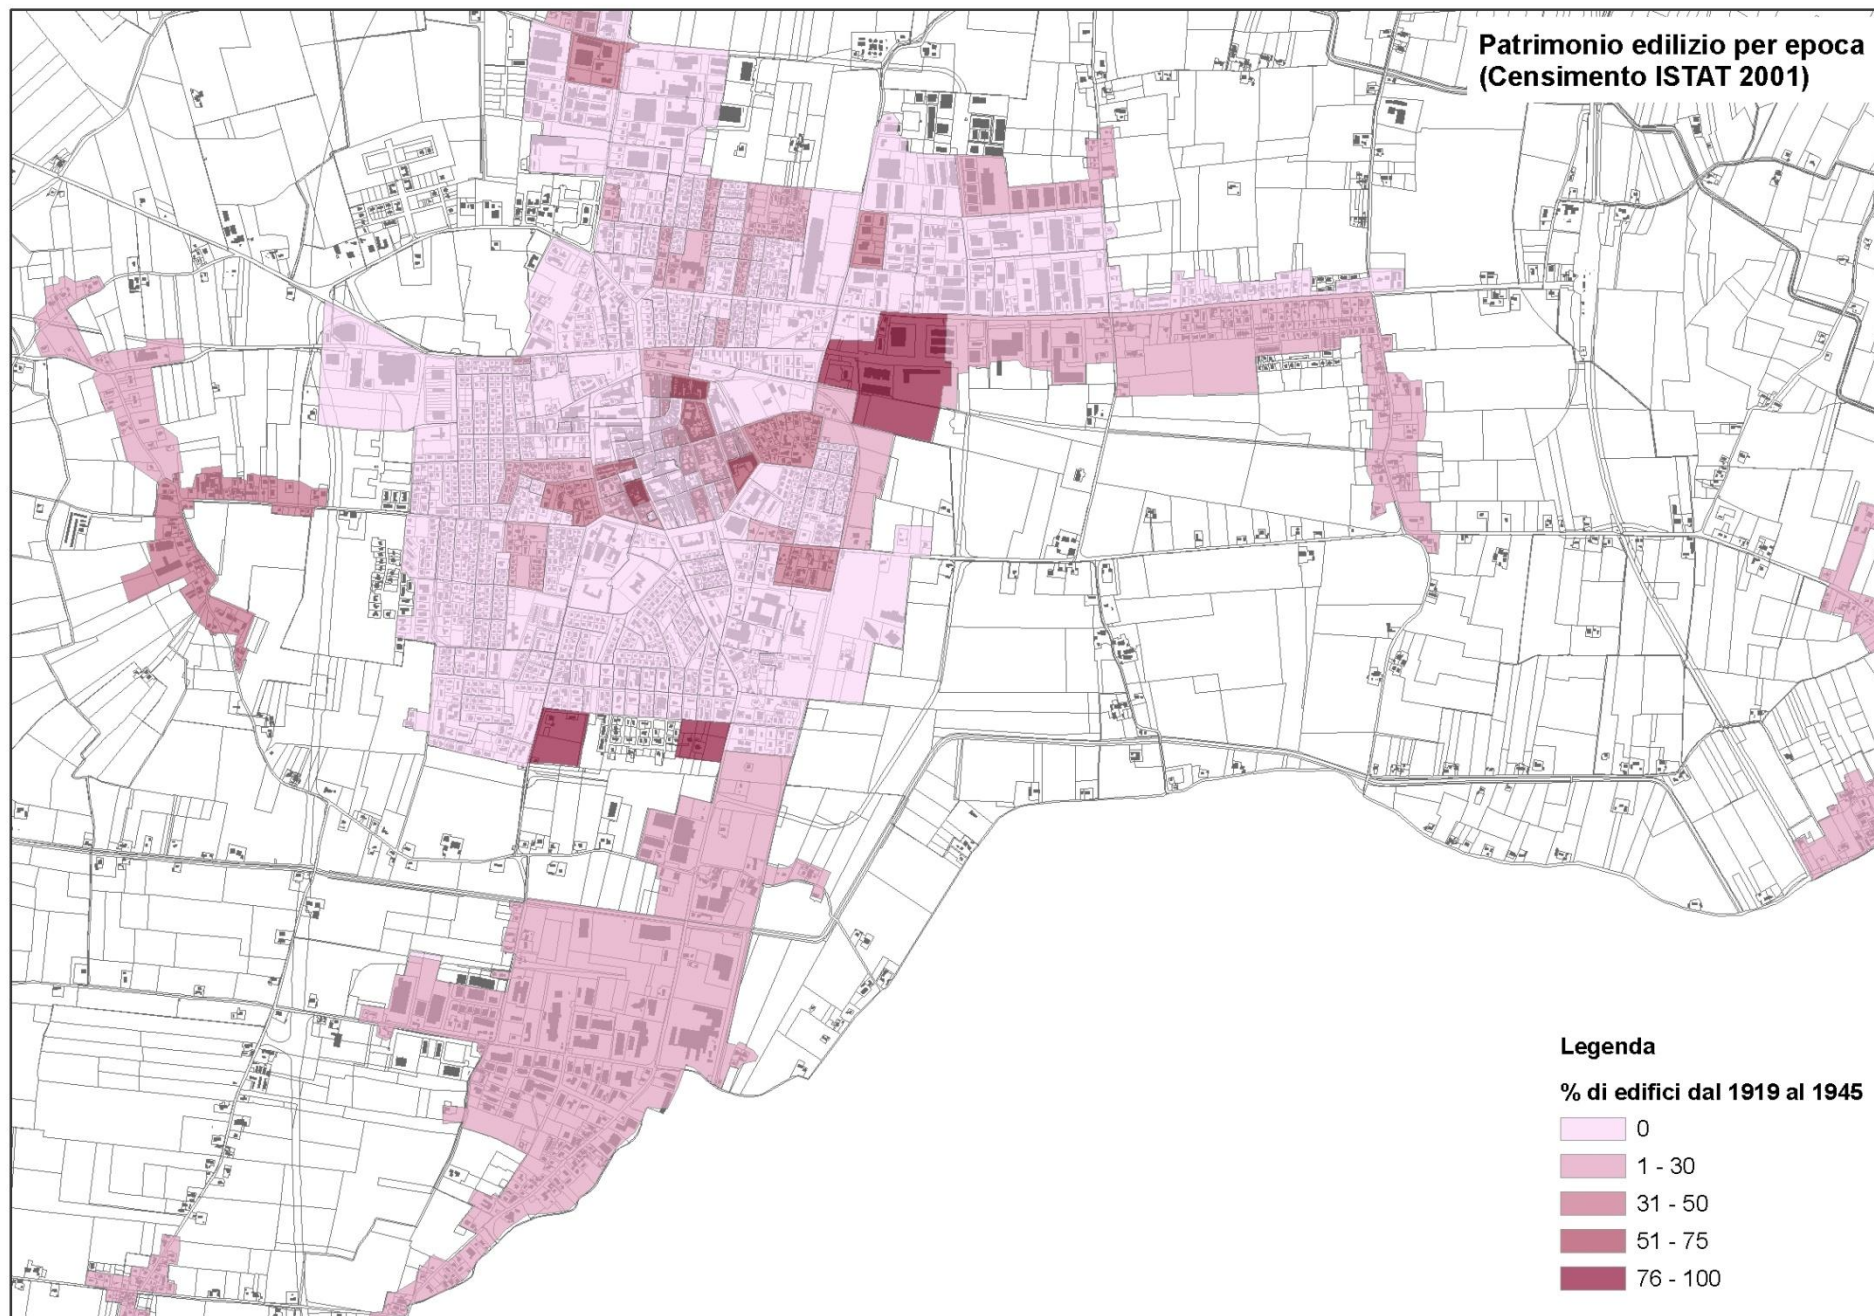 Patrimonio edilizio per epoca
(Censimento ISTAT 2001)
Legenda
% di edifici dal 1919 al 1945
0
1 - 30
31 - 50
51 - 75
76 - 100